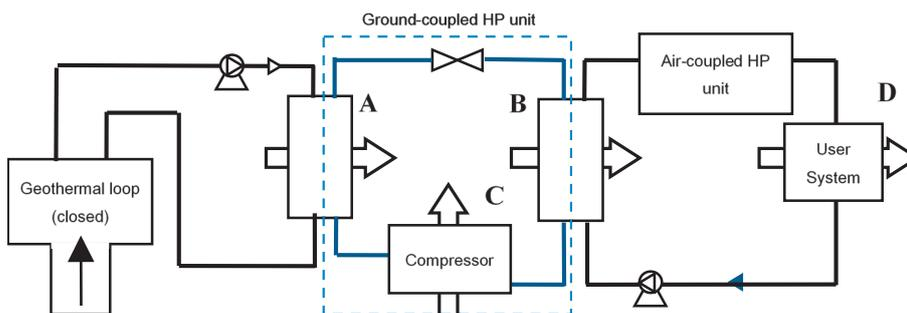 Ground-coupled HP unit
A
B
Air-coupled HP
unit
D
User
System
Geothermal loop
(closed)
C
Compressor